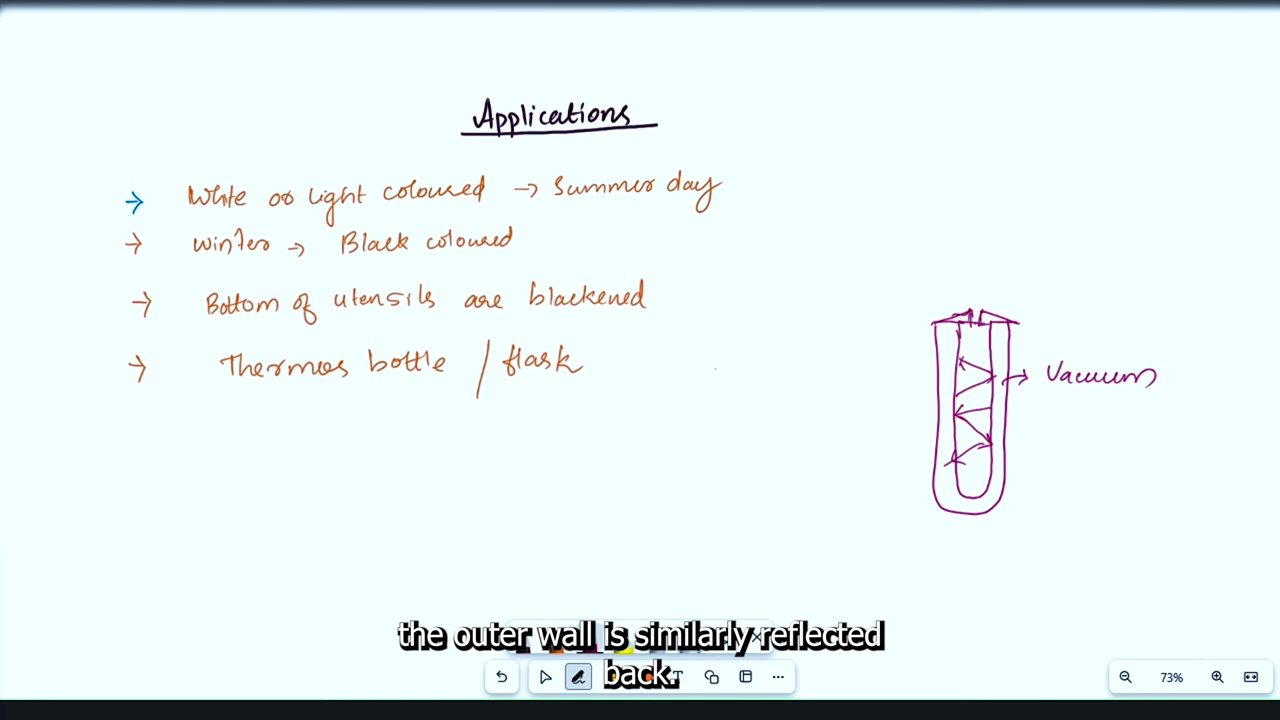 Applications
→ White or light coloured → Summer day
→ Winter → Black coloured
→ Bottom of utensils are blackened
→ Thermos bottle / flask
→ Vacuum
the outer wall is similarly reflected
back.
73%